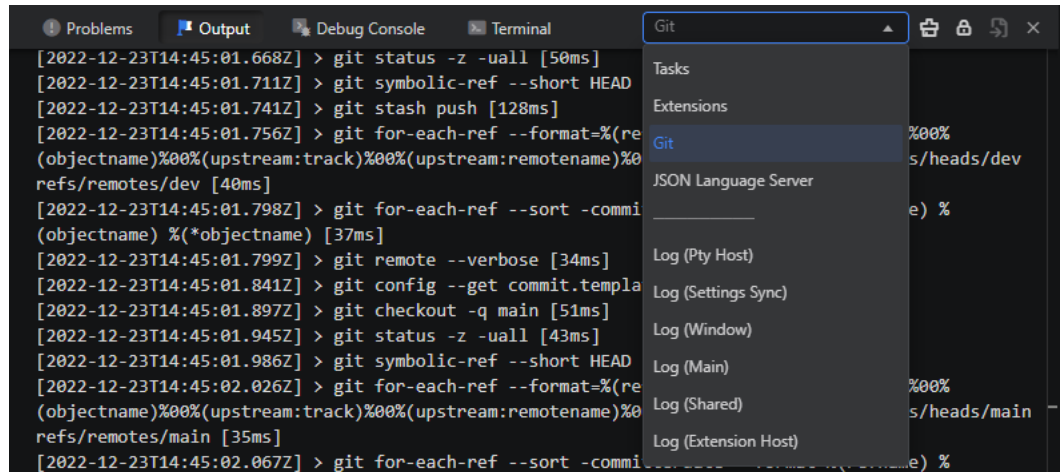 Problems Output Debug Console Terminal Git
[2022-12-23T14:45:01.668Z] > git status -z -uall [50ms]
[2022-12-23T14:45:01.711Z] > git symbolic-ref --short HEAD
[2022-12-23T14:45:01.741Z] > git stash push [128ms]
[2022-12-23T14:45:01.756Z] > git for-each-ref --format=%(re %00%
(objectname)%00%(upstream:track)%00%(upstream:remotename)%0 s/heads/dev
refs/remotes/dev [40ms]
[2022-12-23T14:45:01.798Z] > git for-each-ref --sort -commi e) %
(objectname) %(*objectname) [37ms]
[2022-12-23T14:45:01.799Z] > git remote --verbose [34ms]
[2022-12-23T14:45:01.841Z] > git config --get commit.templa
[2022-12-23T14:45:01.897Z] > git checkout -q main [51ms]
[2022-12-23T14:45:01.945Z] > git status -z -uall [43ms]
[2022-12-23T14:45:01.986Z] > git symbolic-ref --short HEAD
[2022-12-23T14:45:02.026Z] > git for-each-ref --format=%(re %00%
(objectname)%00%(upstream:track)%00%(upstream:remotename)%0 s/heads/main
refs/remotes/main [35ms]
[2022-12-23T14:45:02.067Z] > git for-each-ref --sort -commi e) %
Tasks
Extensions
Git
JSON Language Server
Log (Pty Host)
Log (Settings Sync)
Log (Window)
Log (Main)
Log (Shared)
Log (Extension Host)